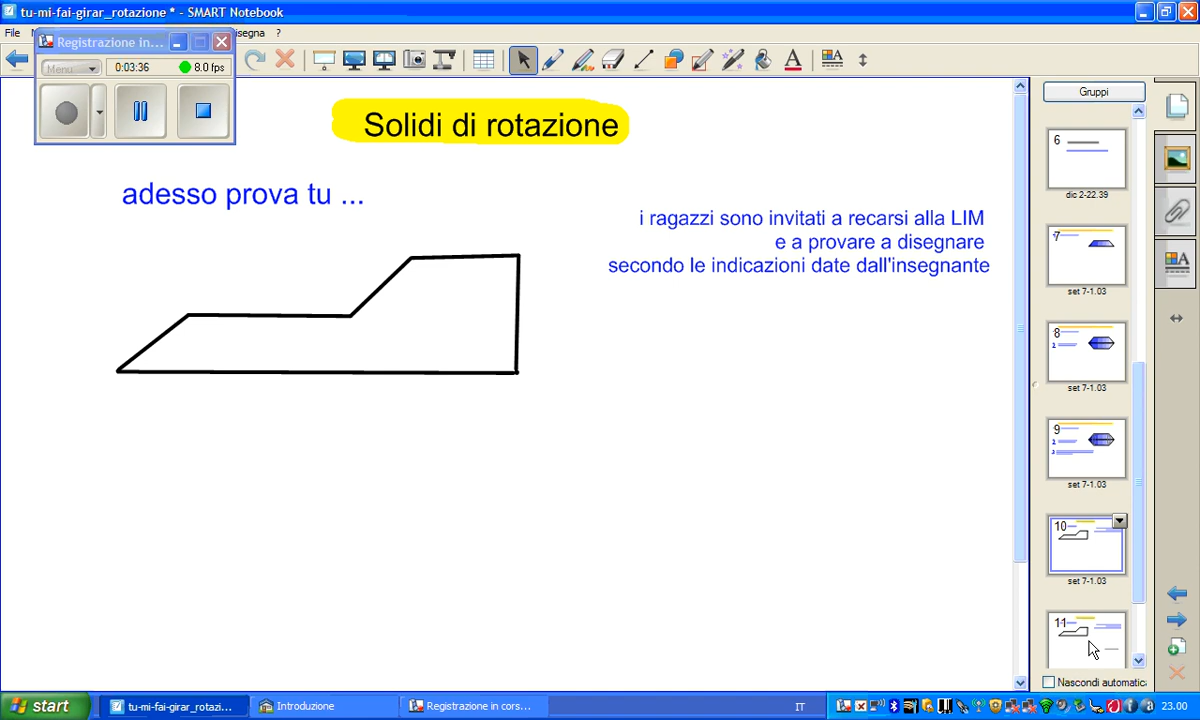 tu-mi-fai-girar_rotazione * - SMART Notebook
File
isegna ?
Registrazione in...
Menu
0:03:36
8.0 fps
Solidi di rotazione
adesso prova tu ...
i ragazzi sono invitati a recarsi alla LIM
e a provare a disegnare
secondo le indicazioni date dall'insegnante
Gruppi
6
dic 2-22.39
7
set 7-1.03
8
set 7-1.03
9
set 7-1.03
10
set 7-1.03
11
Nascondi automatica
start
tu-mi-fai-girar_rotazi...
Introduzione
Registrazione in cors...
IT
23.00